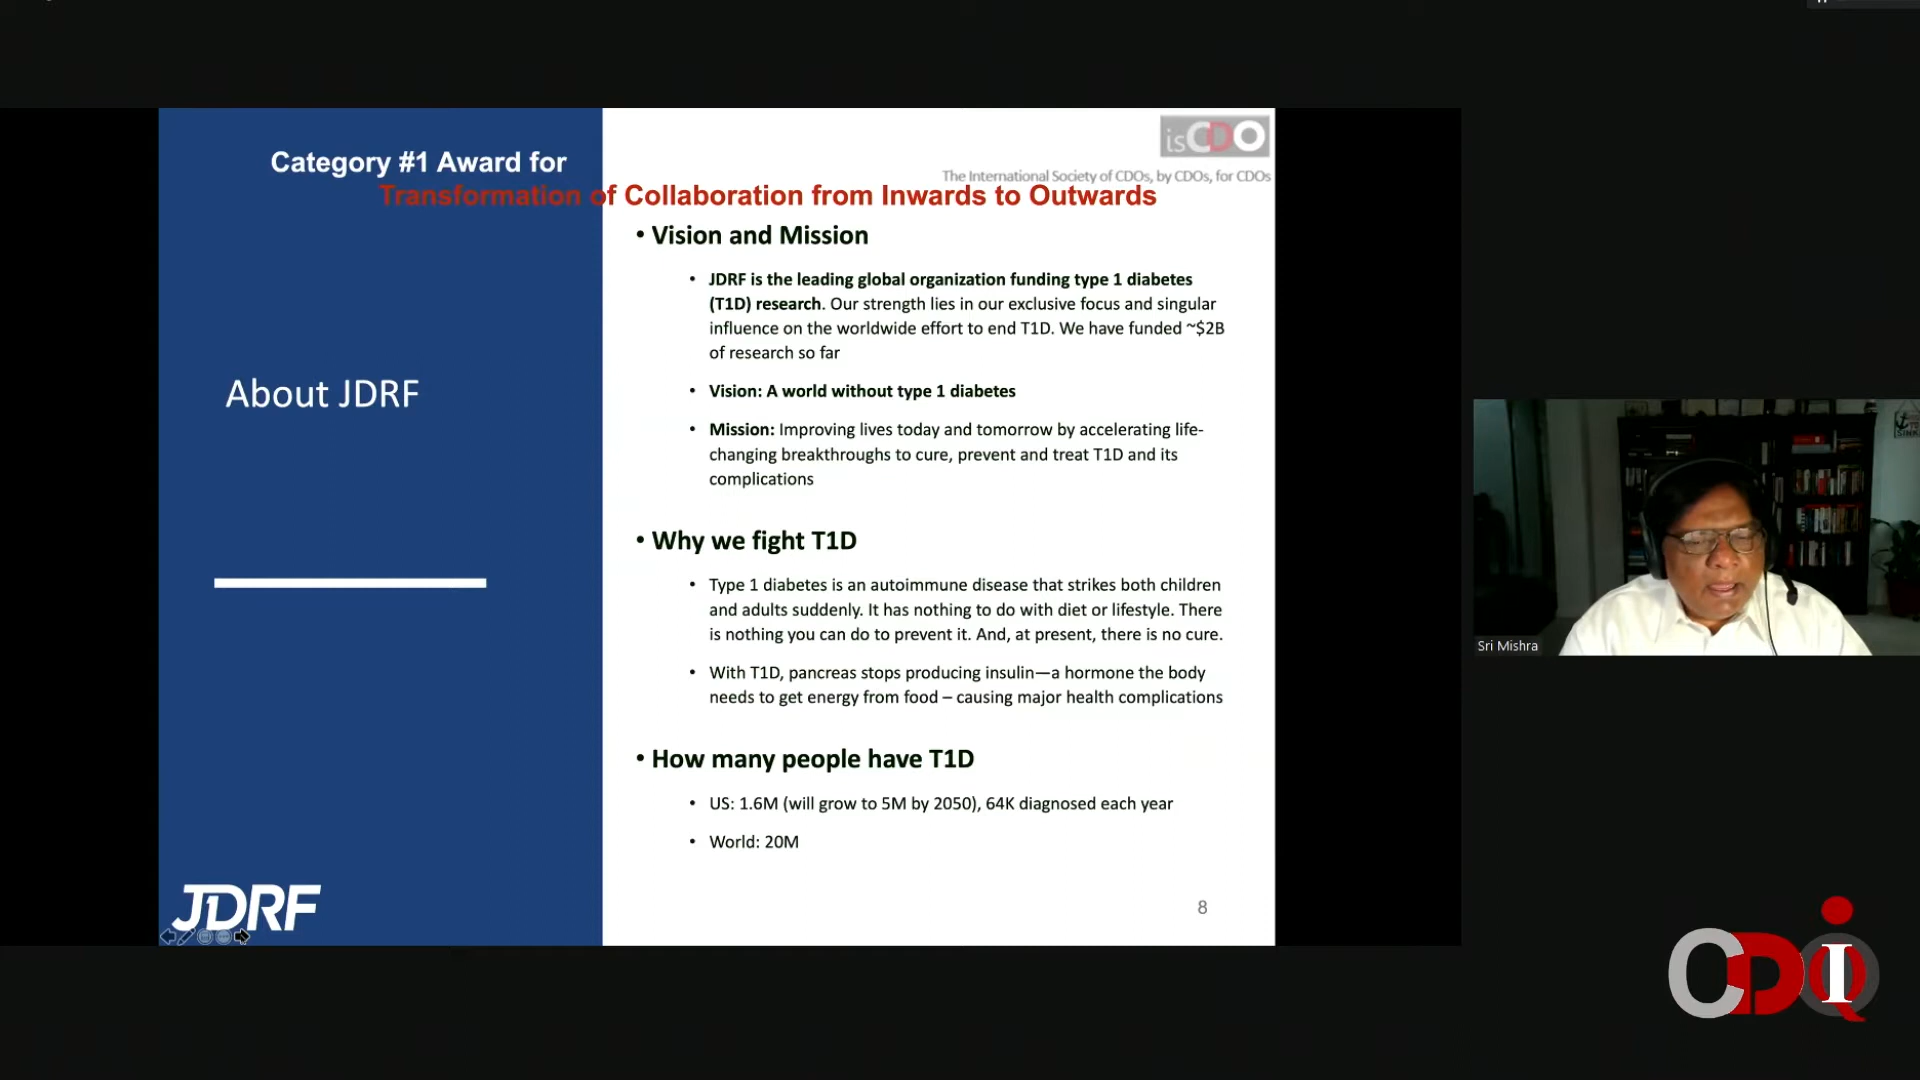 Category #1 Award for
isCDO
The International Society of CDOs, by CDOs, for CDOs
Transformation of Collaboration from Inwards to Outwards
• Vision and Mission
• JDRF is the leading global organization funding type 1 diabetes
(T1D) research. Our strength lies in our exclusive focus and singular
influence on the worldwide effort to end T1D. We have funded ~$2B
of research so far
About JDRF
• Vision: A world without type 1 diabetes
• Mission: Improving lives today and tomorrow by accelerating life-
changing breakthroughs to cure, prevent and treat T1D and its
complications
• Why we fight T1D
• Type 1 diabetes is an autoimmune disease that strikes both children
and adults suddenly. It has nothing to do with diet or lifestyle. There
is nothing you can do to prevent it. And, at present, there is no cure.
• With T1D, pancreas stops producing insulin—a hormone the body
needs to get energy from food – causing major health complications
• How many people have T1D
• US: 1.6M (will grow to 5M by 2050), 64K diagnosed each year
• World: 20M
JDRF
8
Sri Mishra
CDOIQ